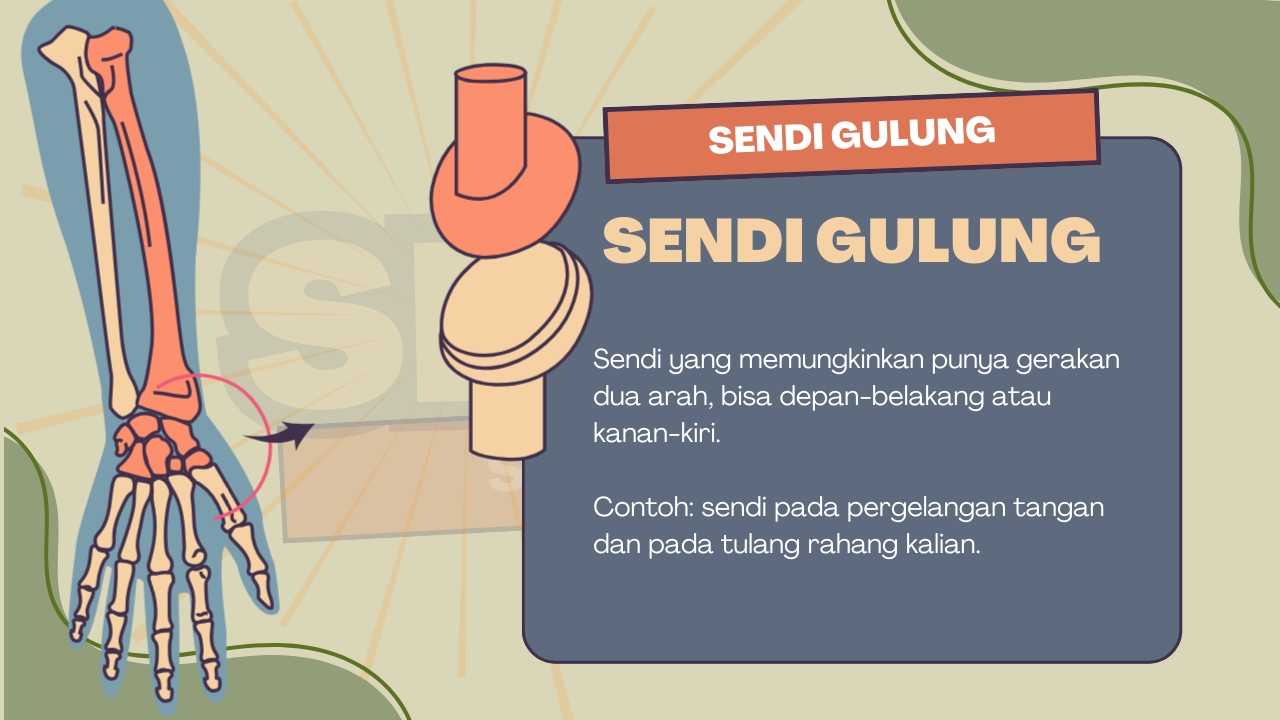 SENDI GULUNG
SENDI GULUNG
Sendi yang memungkinkan punya gerakan
dua arah, bisa depan-belakang atau
kanan-kiri.
Contoh: sendi pada pergelangan tangan
dan pada tulang rahang kalian.